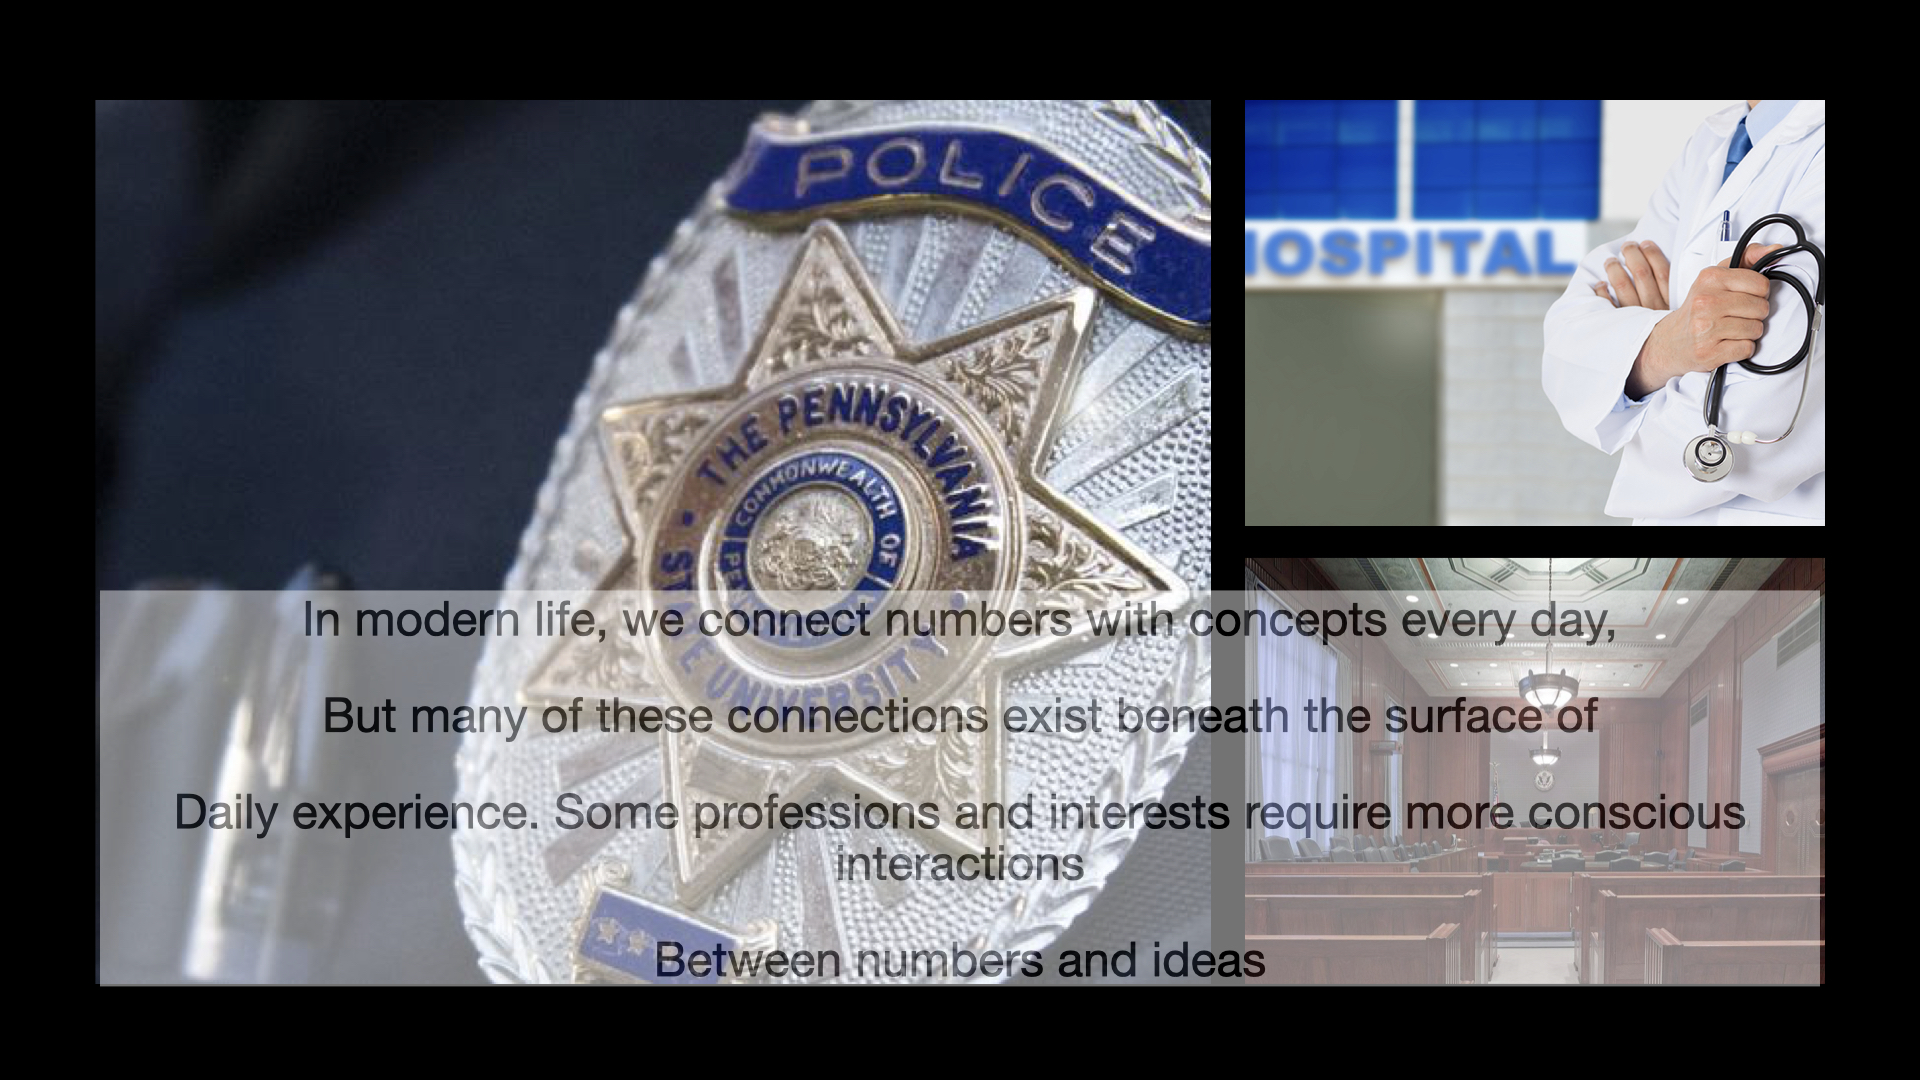 POLICE
THE PENNSYLVANIA
STATE UNIVERSITY
COMMONWEALTH OF
HOSPITAL
In modern life, we connect numbers with concepts every day,
But many of these connections exist beneath the surface of
Daily experience. Some professions and interests require more conscious
interactions
Between numbers and ideas